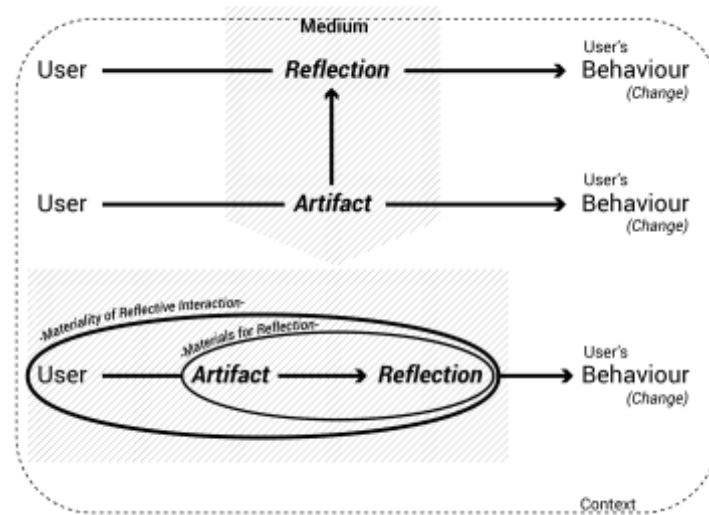 Medium
User Reflection User's
Behaviour
(Change)
User Artifact User's
Behaviour
(Change)
-Materiality of Reflective Interaction-
-Materials for Reflection-
User Artifact Reflection User's
Behaviour
(Change)
Context